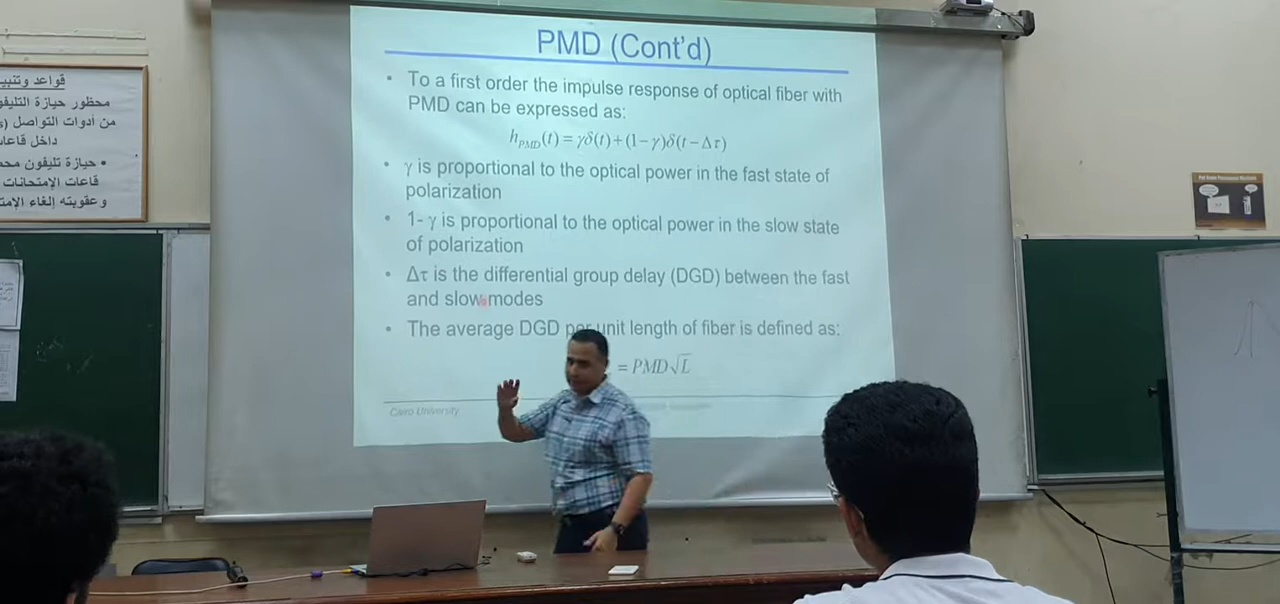 PMD (Cont'd)
• To a first order the impulse response of optical fiber with
PMD can be expressed as:
h_PMD(t) = γδ(t)+(1−γ)δ(t−Δτ)
• γ is proportional to the optical power in the fast state of
polarization
• 1- γ is proportional to the optical power in the slow state
of polarization
• Δτ is the differential group delay (DGD) between the fast
and slow modes
• The average DGD per unit length of fiber is defined as:
= PMD√L
Cairo University
قواعد وتنبي
محظور حيازة التليفو
من أدوات التواصل
داخل قاعات
• حيازة تليفون مح
قاعات الإمتحانات
وعقوبته إلغاء الإمت